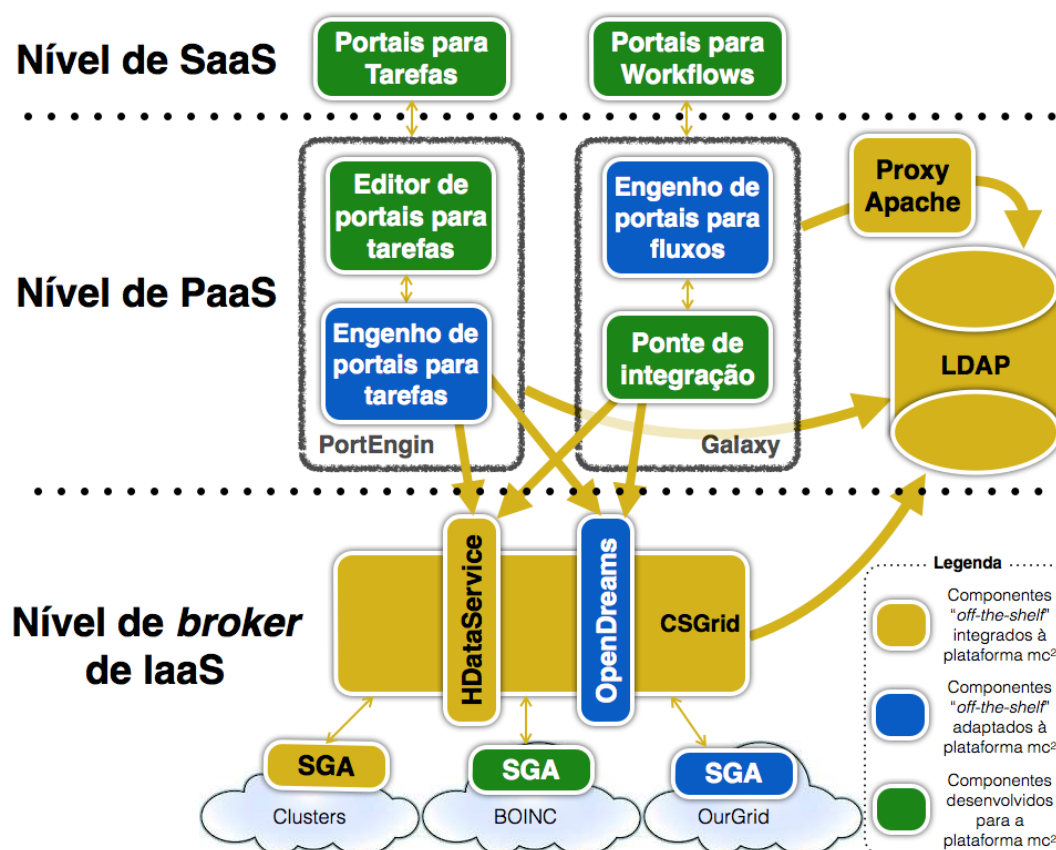 Nível de SaaS
Portais para
Tarefas
Portais para
Workflows
Nível de PaaS
Editor de
portais para
tarefas
Engenho de
portais para
tarefas
PortEngin
Engenho de
portais para
fluxos
Ponte de
integração
Galaxy
Proxy
Apache
LDAP
Nível de broker
de IaaS
HDataService
OpenDreams
CSGrid
SGA
Clusters
SGA
BOINC
SGA
OurGrid
Legenda
Componentes
“off-the-shelf”
integrados à
plataforma mc²
Componentes
“off-the-shelf”
adaptados à
plataforma mc²
Componentes
desenvolvidos
para a
plataforma mc²